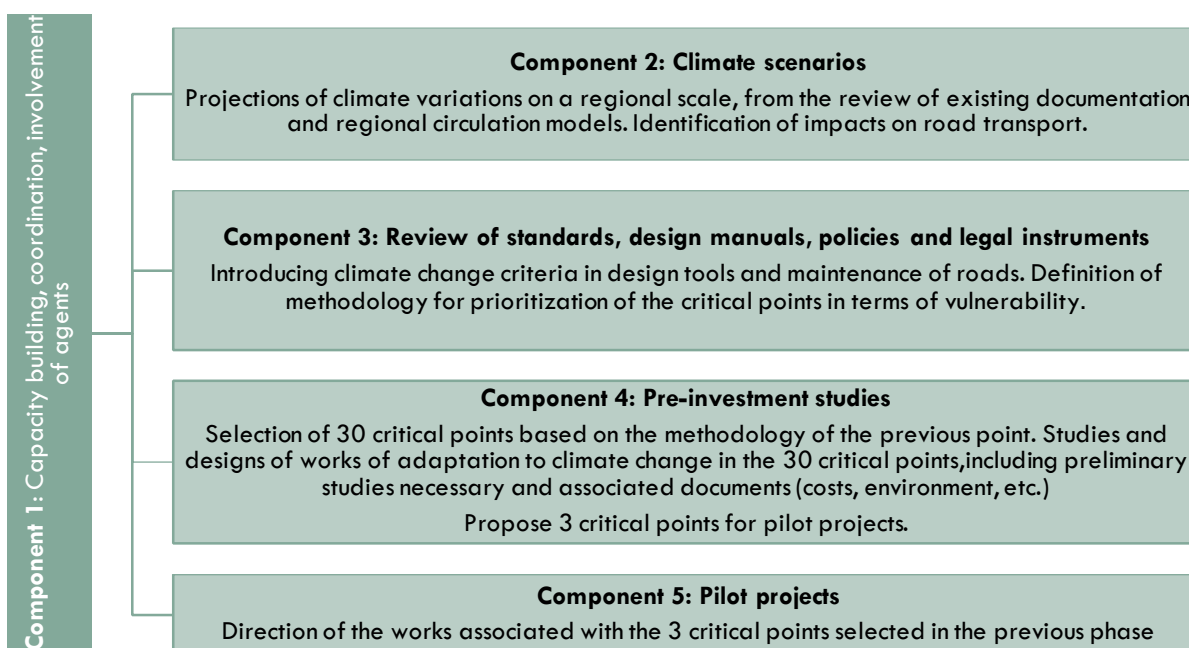 Component 1: Capacity building, coordination, involvement
of agents
Component 2: Climate scenarios
Projections of climate variations on a regional scale, from the review of existing documentation
and regional circulation models. Identification of impacts on road transport.
Component 3: Review of standards, design manuals, policies and legal instruments
Introducing climate change criteria in design tools and maintenance of roads. Definition of
methodology for prioritization of the critical points in terms of vulnerability.
Component 4: Pre-investment studies
Selection of 30 critical points based on the methodology of the previous point. Studies and
designs of works of adaptation to climate change in the 30 critical points,including preliminary
studies necessary and associated documents (costs, environment, etc.)
Propose 3 critical points for pilot projects.
Component 5: Pilot projects
Direction of the works associated with the 3 critical points selected in the previous phase